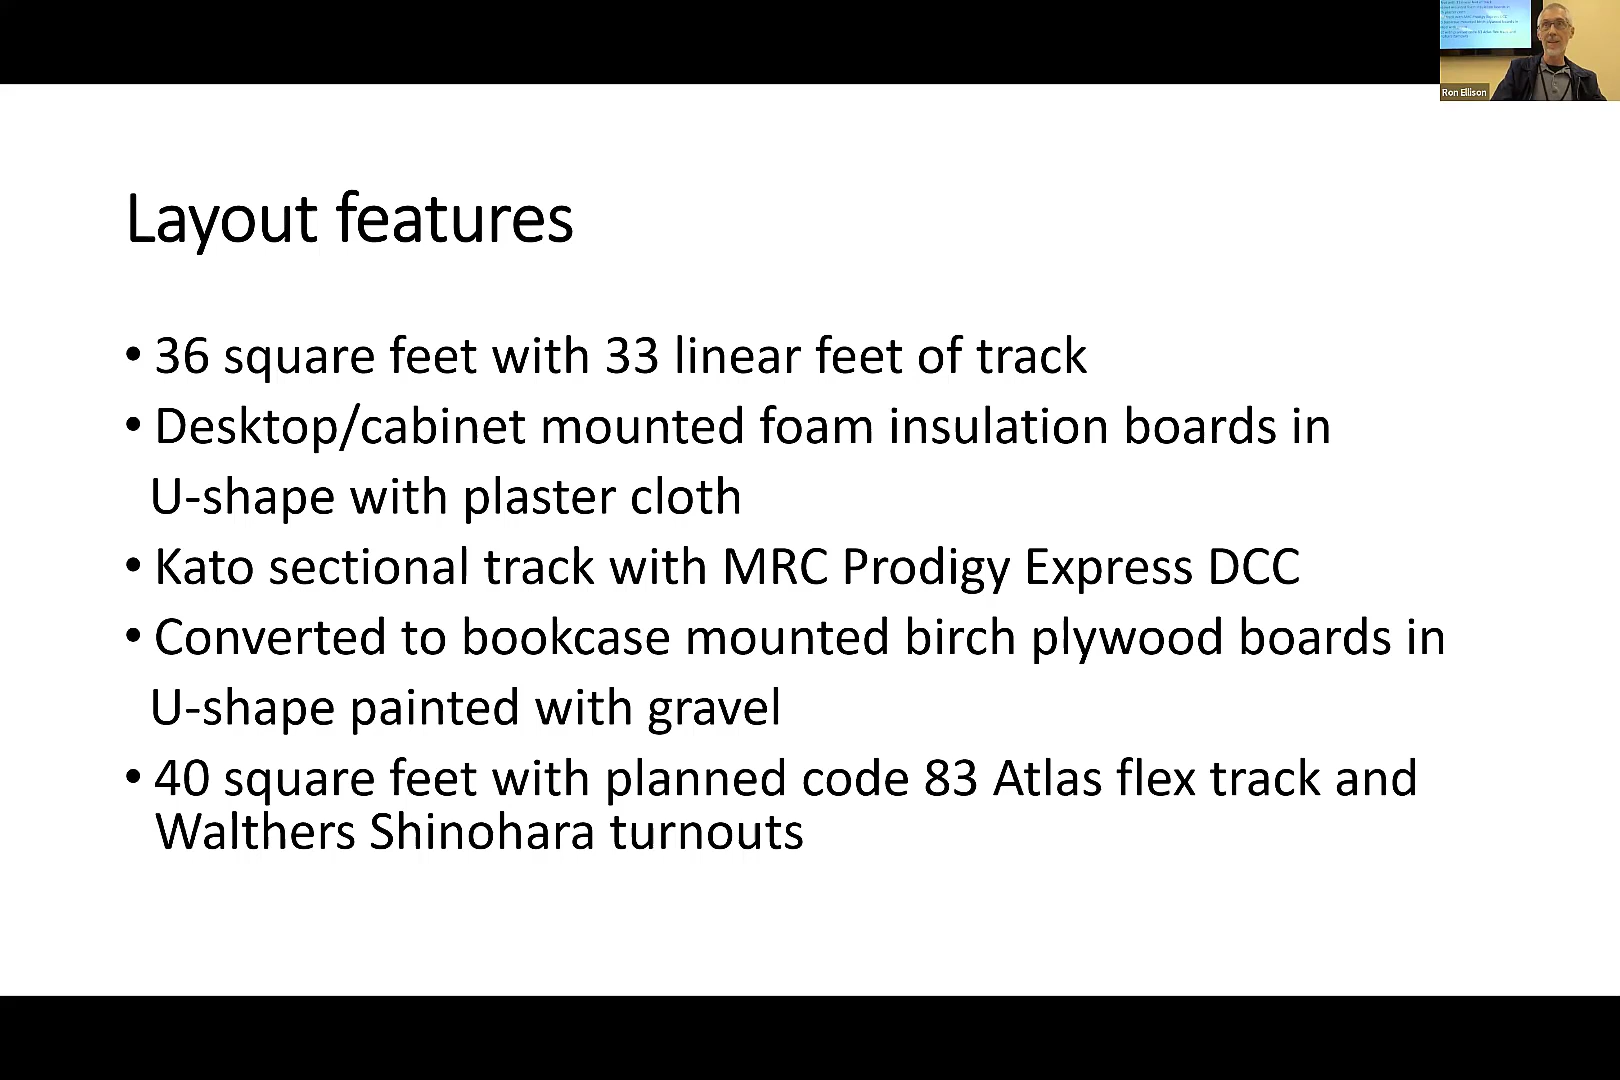 Ron Ellison
Layout features
• 36 square feet with 33 linear feet of track
• Desktop/cabinet mounted foam insulation boards in
U-shape with plaster cloth
• Kato sectional track with MRC Prodigy Express DCC
• Converted to bookcase mounted birch plywood boards in
U-shape painted with gravel
• 40 square feet with planned code 83 Atlas flex track and
Walthers Shinohara turnouts